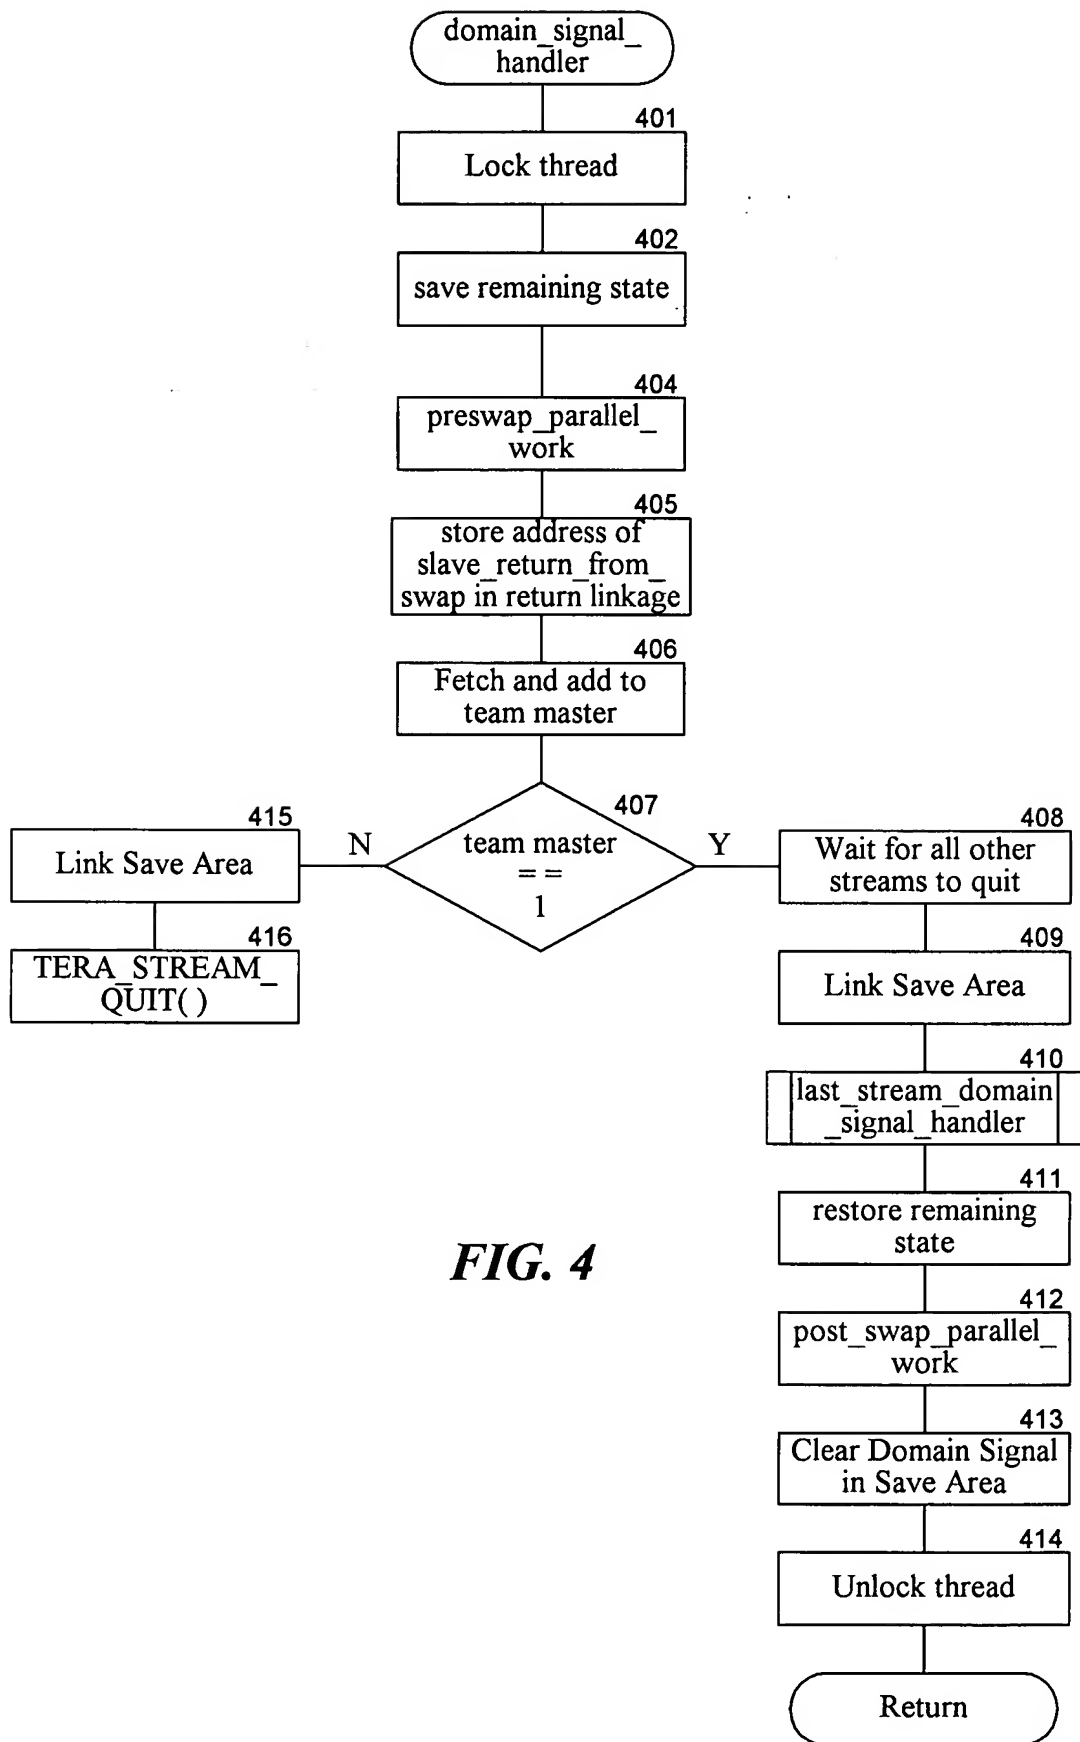 domain_signal_
handler
401
Lock thread
402
save remaining state
404
preswap_parallel_
work
405
store address of
slave_return_from_
swap in return linkage
406
Fetch and add to
team master
407
team master
= =
1
N
Y
415
Link Save Area
416
TERA_STREAM_
QUIT( )
408
Wait for all other
streams to quit
409
Link Save Area
410
last_stream_domain
_signal_handler
411
restore remaining
state
412
post_swap_parallel_
work
413
Clear Domain Signal
in Save Area
414
Unlock thread
Return
FIG. 4